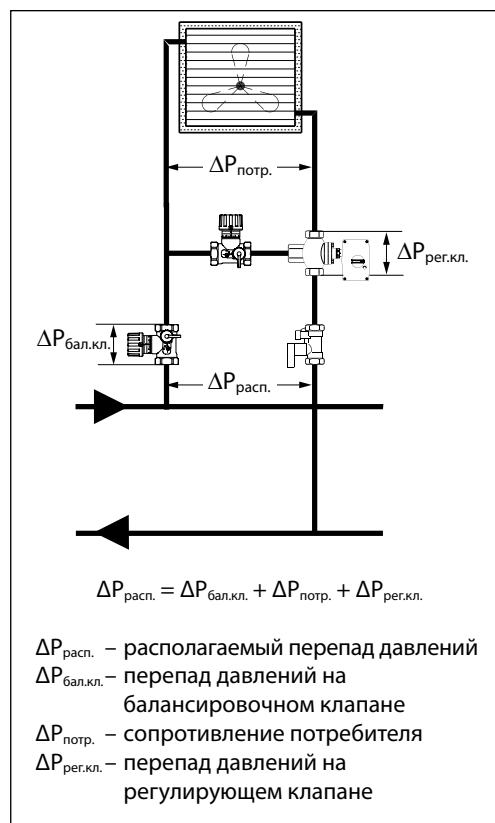 ΔPпотр.
ΔPрег.кл.
ΔPбал.кл.
ΔPрасп.
ΔPрасп. = ΔPбал.кл. + ΔPпотр. + ΔPрег.кл.
ΔPрасп. – располагаемый перепад давлений
ΔPбал.кл. – перепад давлений на
балансировочном клапане
ΔPпотр. – сопротивление потребителя
ΔPрег.кл. – перепад давлений на
регулирующем клапане